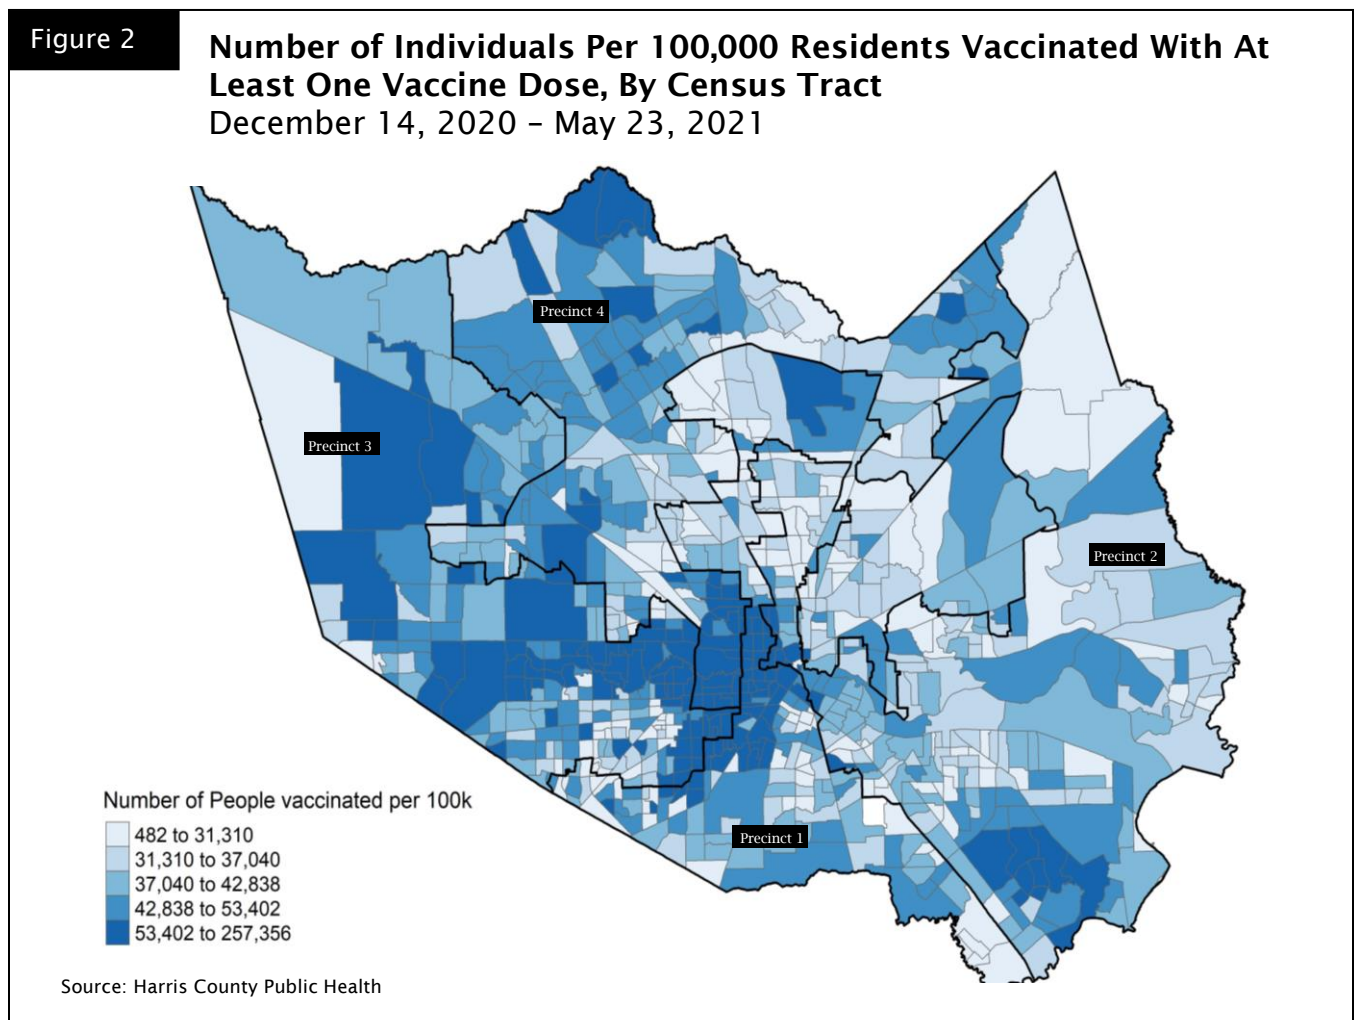 Figure 2
Number of Individuals Per 100,000 Residents Vaccinated With At
Least One Vaccine Dose, By Census Tract
December 14, 2020 – May 23, 2021
Precinct 4
Precinct 3
Precinct 2
Precinct 1
Number of People vaccinated per 100k
482 to 31,310
31,310 to 37,040
37,040 to 42,838
42,838 to 53,402
53,402 to 257,356
Source: Harris County Public Health